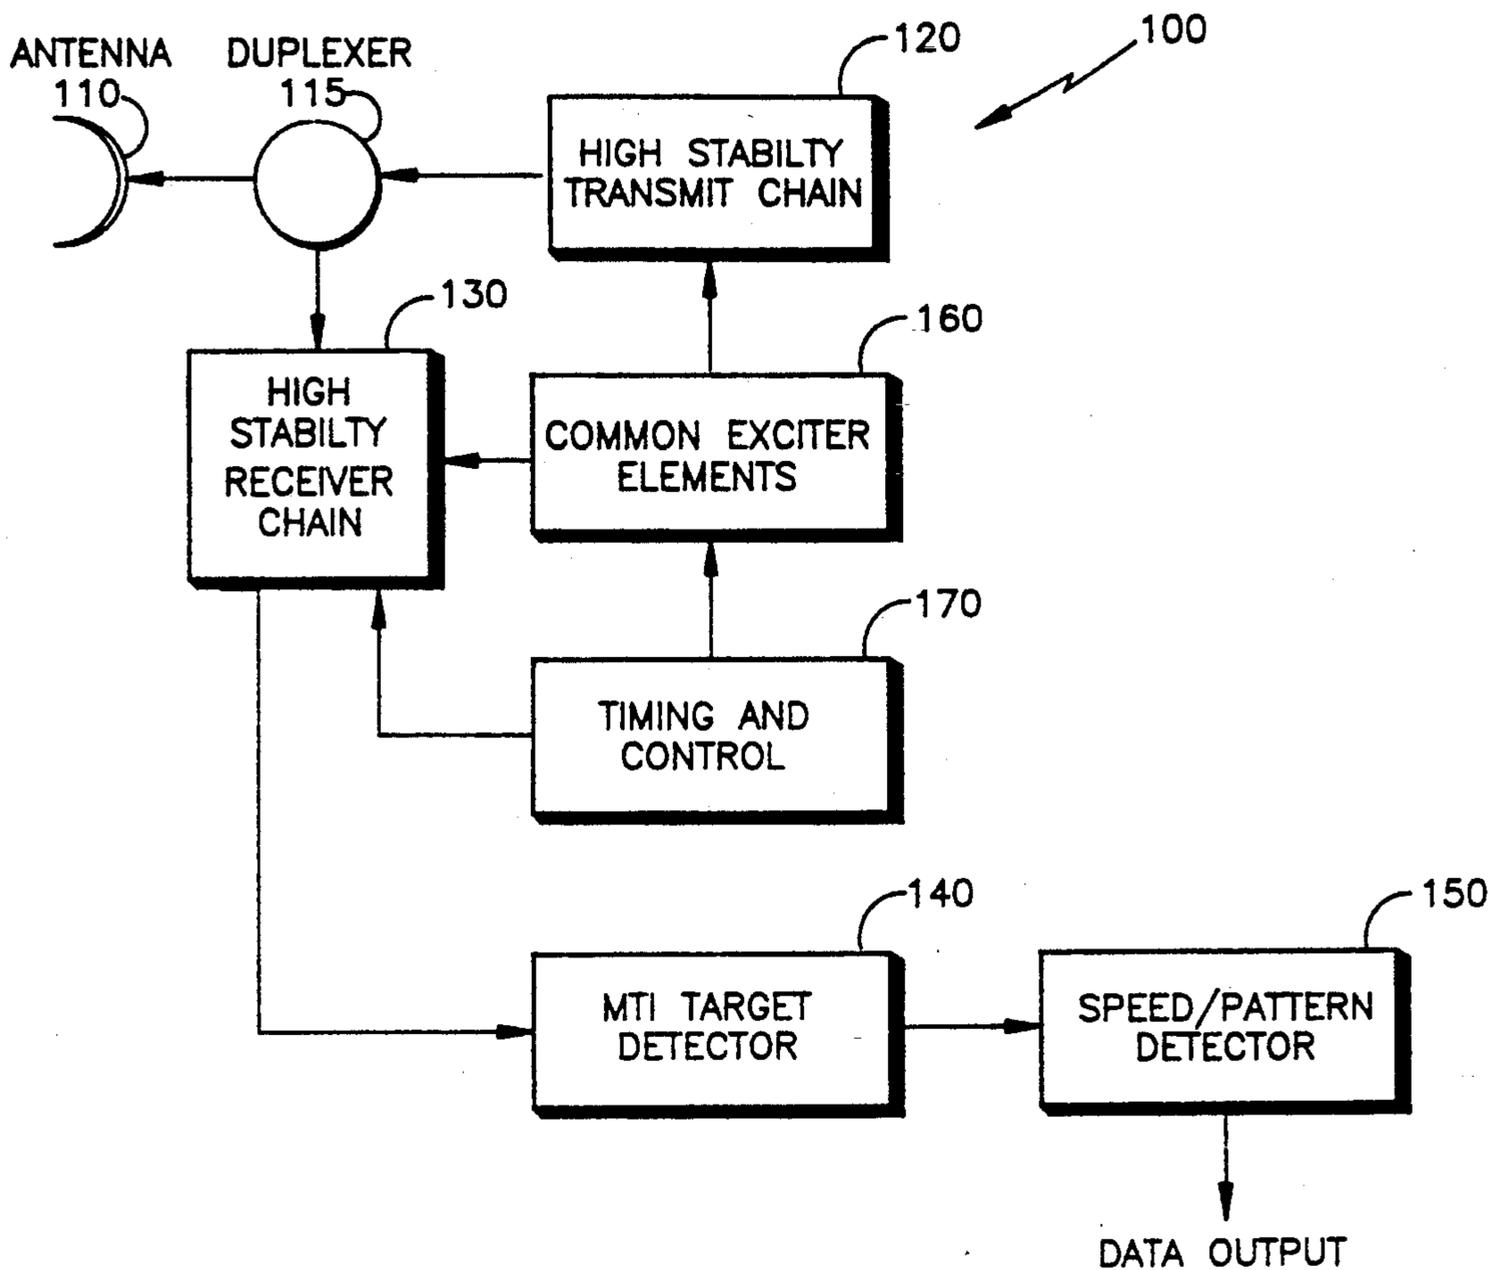 100
120
ANTENNA
110
DUPLEXER
115
HIGH STABILTY
TRANSMIT CHAIN
130
160
HIGH
STABILTY
RECEIVER
CHAIN
COMMON EXCITER
ELEMENTS
170
TIMING AND
CONTROL
140
150
MTI TARGET
DETECTOR
SPEED/PATTERN
DETECTOR
DATA OUTPUT